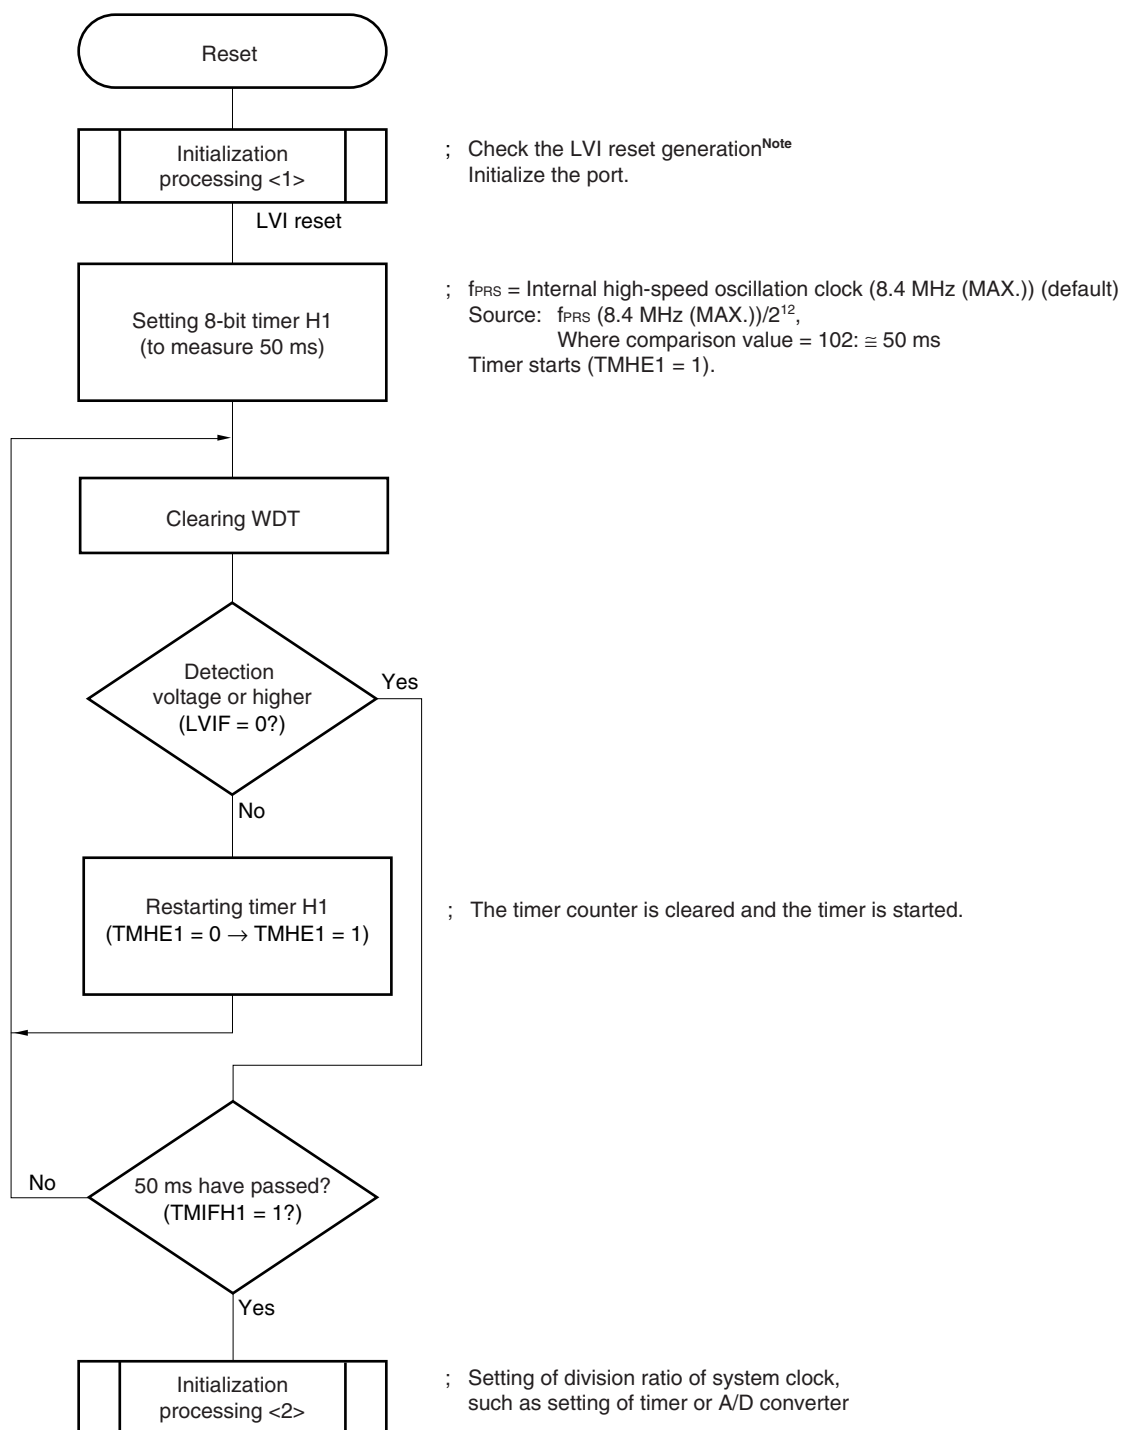 Reset
Initialization
processing <1>
; Check the LVI reset generationNote
Initialize the port.
LVI reset
Setting 8-bit timer H1
(to measure 50 ms)
; fPRS = Internal high-speed oscillation clock (8.4 MHz (MAX.)) (default)
Source: fPRS (8.4 MHz (MAX.))/2¹²,
Where comparison value = 102: ≅ 50 ms
Timer starts (TMHE1 = 1).
Clearing WDT
Detection
voltage or higher
(LVIF = 0?)
Yes
No
Restarting timer H1
(TMHE1 = 0 → TMHE1 = 1)
; The timer counter is cleared and the timer is started.
50 ms have passed?
(TMIFH1 = 1?)
No
Yes
Initialization
processing <2>
; Setting of division ratio of system clock,
such as setting of timer or A/D converter